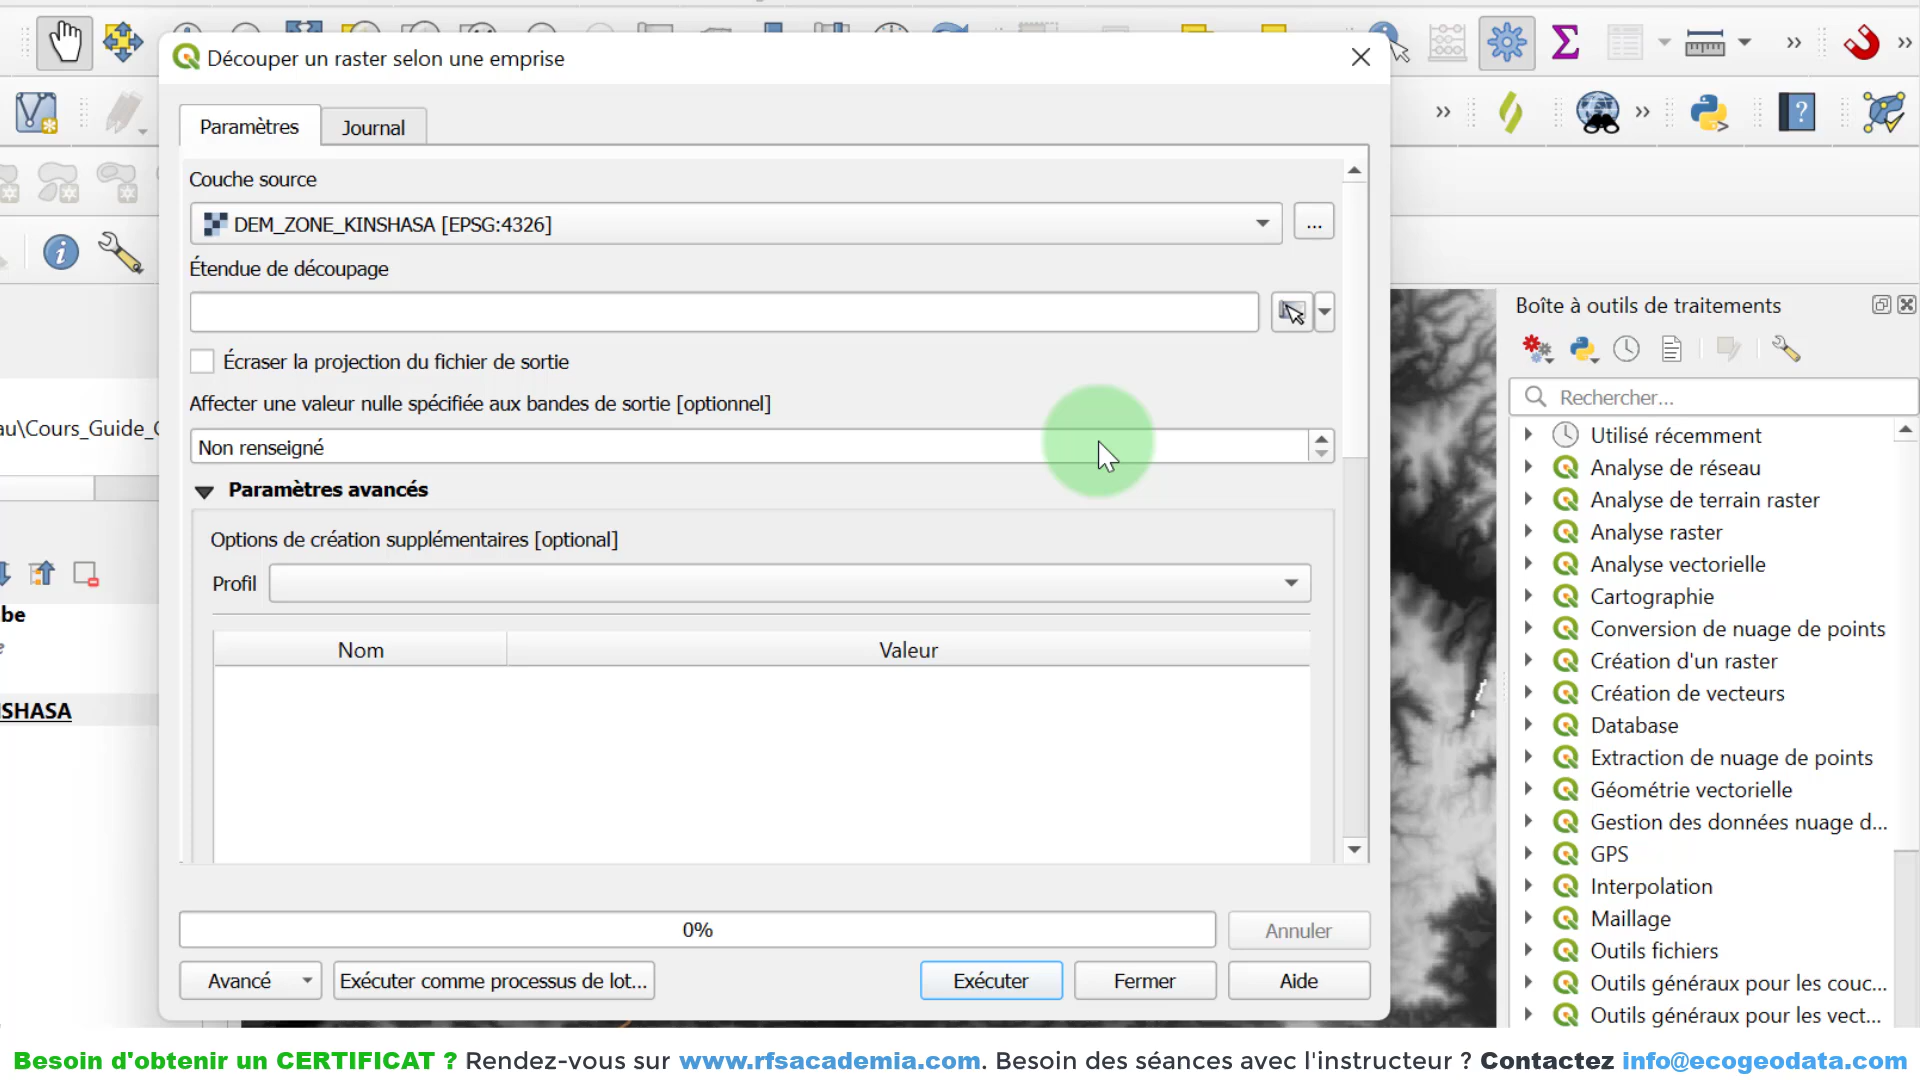 Découper un raster selon une emprise
Paramètres
Journal
Couche source
DEM_ZONE_KINSHASA [EPSG:4326]
...
Étendue de découpage
Écraser la projection du fichier de sortie
Affecter une valeur nulle spécifiée aux bandes de sortie [optionnel]
Non renseigné
Paramètres avancés
Options de création supplémentaires [optional]
Profil
Nom
Valeur
0%
Annuler
Avancé
Exécuter comme processus de lot...
Exécuter
Fermer
Aide
au\Cours_Guide_
be
e
SHASA
Boîte à outils de traitements
Rechercher...
Utilisé récemment
Analyse de réseau
Analyse de terrain raster
Analyse raster
Analyse vectorielle
Cartographie
Conversion de nuage de points
Création d'un raster
Création de vecteurs
Database
Extraction de nuage de points
Géométrie vectorielle
Gestion des données nuage d...
GPS
Interpolation
Maillage
Outils fichiers
Outils généraux pour les couc...
Outils généraux pour les vect...
Besoin d'obtenir un CERTIFICAT ? Rendez-vous sur www.rfsacademia.com. Besoin des séances avec l'instructeur ? Contactez info@ecogeodata.com